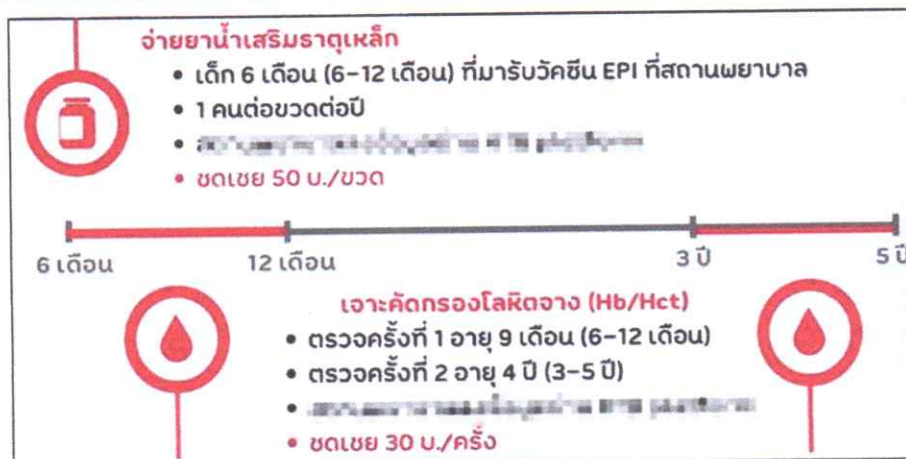 จ่ายยาน้ำเสริมธาตุเหล็ก
• เด็ก 6 เดือน (6-12 เดือน) ที่มารับวัคซีน EPI ที่สถานพยาบาล
• 1 คนต่อขวดต่อปี
• ชดเชย 50 บ./ขวด
6 เดือน 12 เดือน 3 ปี 5 ปี
เจาะคัดกรองโลหิตจาง (Hb/Hct)
• ตรวจครั้งที่ 1 อายุ 9 เดือน (6-12 เดือน)
• ตรวจครั้งที่ 2 อายุ 4 ปี (3-5 ปี)
• ชดเชย 30 บ./ครั้ง